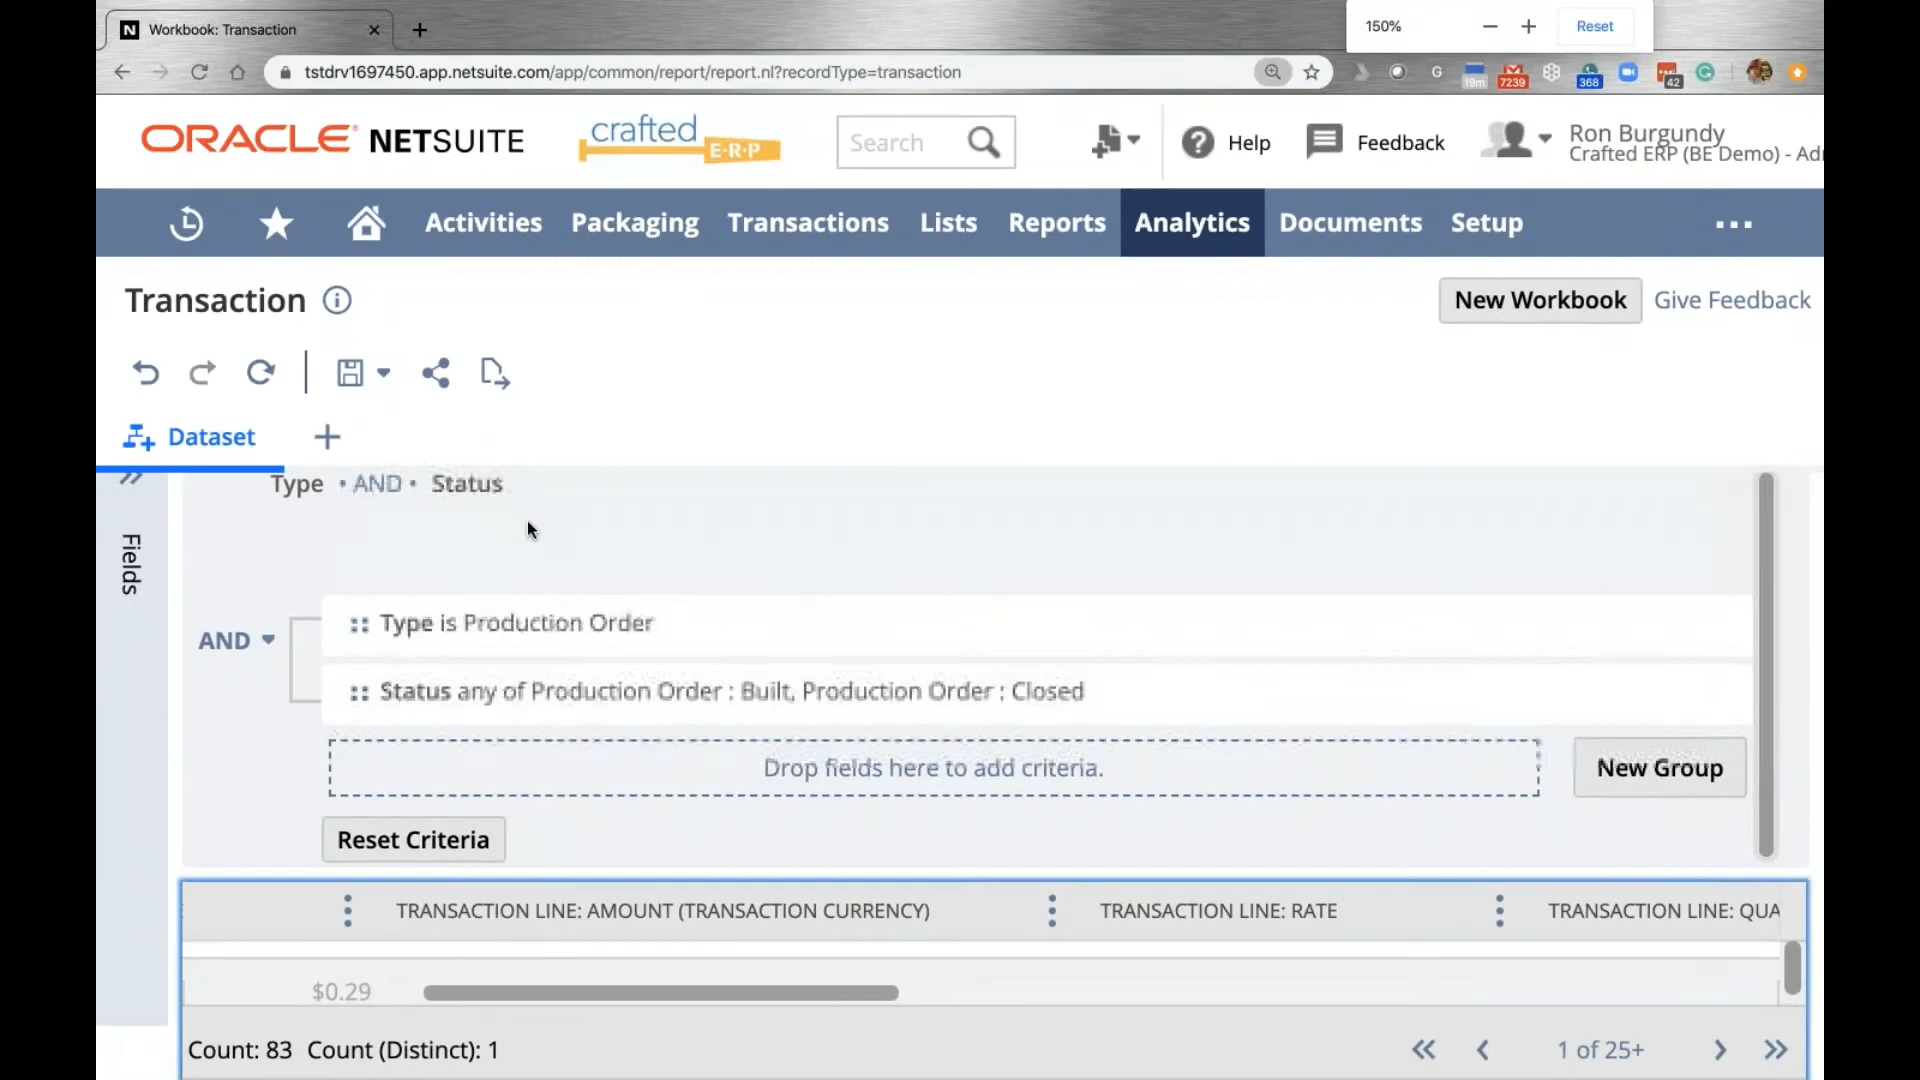 Workbook: Transaction
150%
Reset
tstdrv1697450.app.netsuite.com/app/common/report/report.nl?recordType=transaction
G
19m
7239
368
42
ORACLE NETSUITE
crafted
E·R·P
Search
Help
Feedback
Ron Burgundy
Crafted ERP (BE Demo) - Ad
Activities
Packaging
Transactions
Lists
Reports
Analytics
Documents
Setup
Transaction
New Workbook
Give Feedback
Dataset
Fields
Type • AND • Status
AND
Type is Production Order
Status any of Production Order : Built, Production Order : Closed
Drop fields here to add criteria.
New Group
Reset Criteria
TRANSACTION LINE: AMOUNT (TRANSACTION CURRENCY)
TRANSACTION LINE: RATE
TRANSACTION LINE: QUA
$0.29
Count: 83 Count (Distinct): 1
1 of 25+